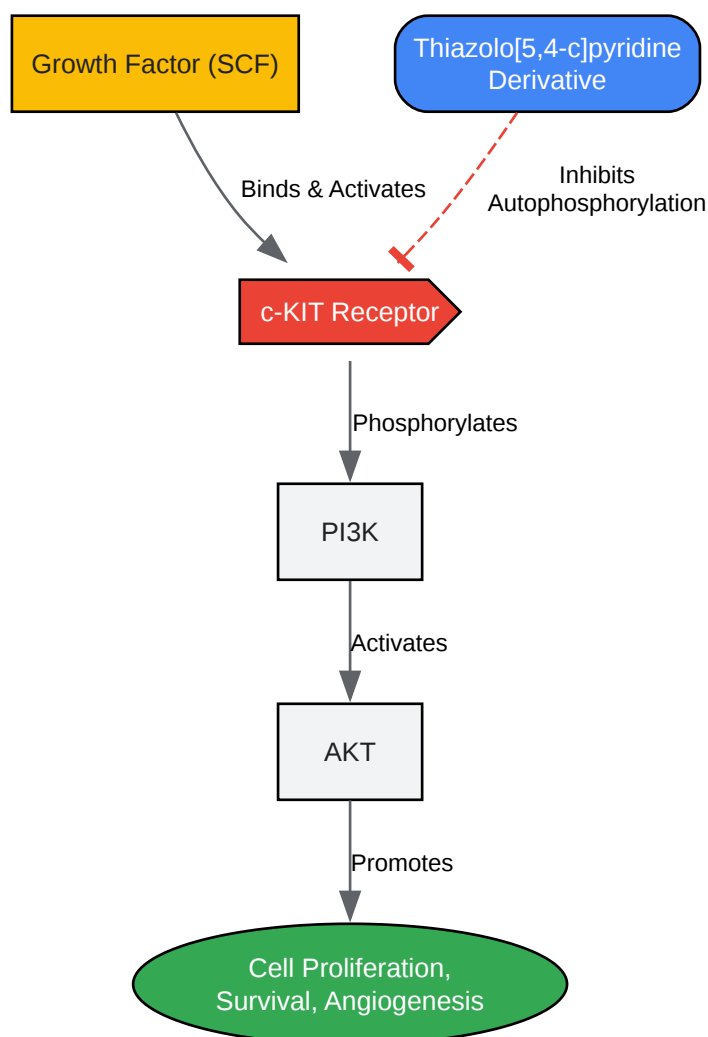 Growth Factor (SCF)
Thiazolo[5,4-c]pyridine
Derivative
Binds & Activates
Inhibits
Autophosphorylation
c-KIT Receptor
Phosphorylates
PI3K
Activates
AKT
Promotes
Cell Proliferation,
Survival, Angiogenesis